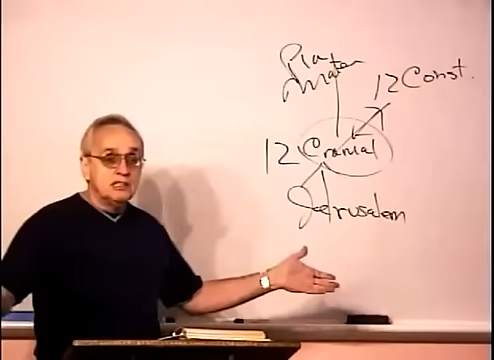 Pia
Mater
12 Const.
12 Cranial
Jerusalem